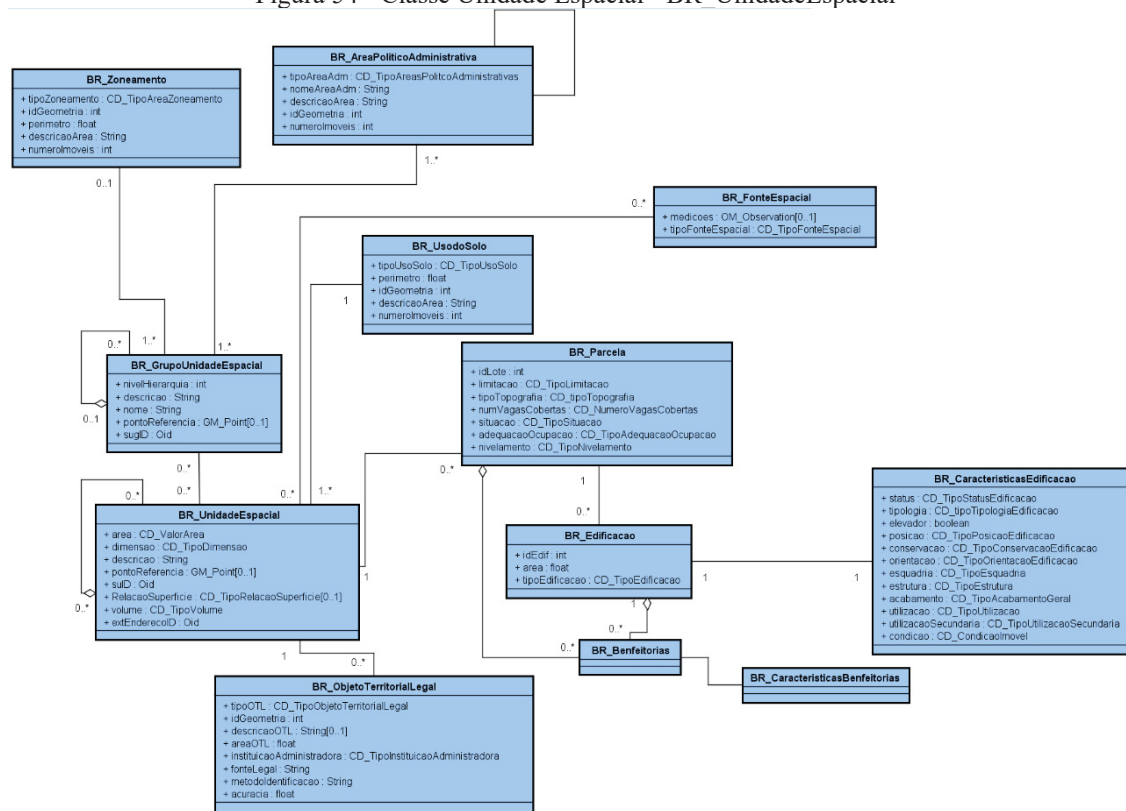 Figura 54 - Classe Unidade Espacial - BR_UnidadeEspacial
BR_AreaPoliticoAdministrativa
+ tipoAreaAdm : CD_TipoAreasPolitcoAdministrativas
+ nomeAreaAdm : String
+ descricaoArea : String
+ idGeometria : int
+ numeroImoveis : int
1..*
BR_Zoneamento
+ tipoZoneamento : CD_TipoAreaZoneamento
+ idGeometria : int
+ perimetro : float
+ descricaoArea : String
+ numeroImoveis : int
0..1
BR_FonteEspacial
+ medicoes : OM_Observation[0..1]
+ tipoFonteEspacial : CD_TipoFonteEspacial
0..*
BR_UsodoSolo
+ tipoUsoSolo : CD_TipoUsoSolo
+ perimetro : float
+ idGeometria : int
+ descricaoArea : String
+ numeroImoveis : int
1
0..*
1..*
1..*
BR_GrupoUnidadeEspacial
+ nivelHierarquia : int
+ descricao : String
+ nome : String
+ pontoReferencia : GM_Point[0..1]
+ sugID : Oid
0..1
0..*
0..*
BR_Parcela
+ idLote : int
+ limitacao : CD_TipoLimitacao
+ tipoTopografia : CD_tipoTopografia
+ numVagasCobertas : CD_NumeroVagasCobertas
+ situacao : CD_TipoSituacao
+ adequacaoOcupacao : CD_TipoAdequacaoOcupacao
+ nivelamento : CD_TipoNivelamento
0..*
1
0..*
0..*
0..*
1..*
BR_UnidadeEspacial
+ area : CD_ValorArea
+ dimensao : CD_TipoDimensao
+ descricao : String
+ pontoReferencia : GM_Point[0..1]
+ suID : Oid
+ RelacaoSuperficie : CD_TipoRelacaoSuperficie[0..1]
+ volume : CD_TipoVolume
+ extEnderecoID : Oid
0..*
1
1
0..*
BR_Edificacao
+ idEdif : int
+ area : float
+ tipoEdificacao : CD_TipoEdificacao
1
1
1
BR_CaracteristicasEdificacao
+ status : CD_TipoStatusEdificacao
+ tipologia : CD_tipoTipologiaEdificacao
+ elevador : boolean
+ posicao : CD_TipoPosicaoEdificacao
+ conservacao : CD_TipoConservacaoEdificacao
+ orientacao : CD_TipoOrientacaoEdificacao
+ esquadria : CD_TipoEsquadria
+ estrutura : CD_TipoEstrutura
+ acabamento : CD_TipoAcabamentoGeral
+ utilizacao : CD_TipoUtilizacao
+ utilizacaoSecundaria : CD_TipoUtilizacaoSecundaria
+ condicao : CD_CondicaoImovel
0..*
0..*
BR_Benfeitorias
BR_CaracteristicasBenfeitorias
BR_ObjetoTerritorialLegal
+ tipoOTL : CD_TipoObjetoTerritorialLegal
+ idGeometria : int
+ descricaoOTL : String[0..1]
+ areaOTL : float
+ instituicaoAdministradora : CD_TipoInstituicaoAdministradora
+ fonteLegal : String
+ metodoIdentificacao : String
+ acuracia : float